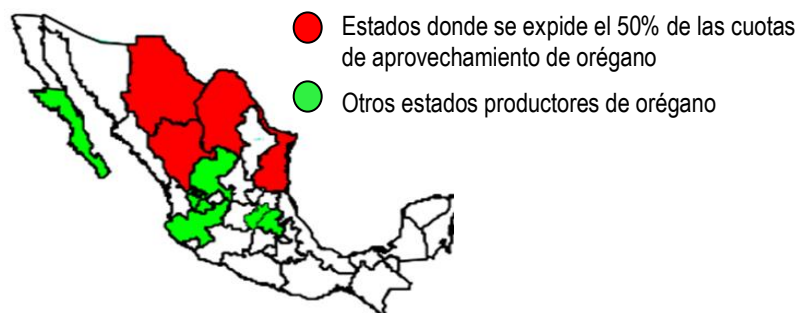 Estados donde se expide el 50% de las cuotas
de aprovechamiento de orégano
Otros estados productores de orégano